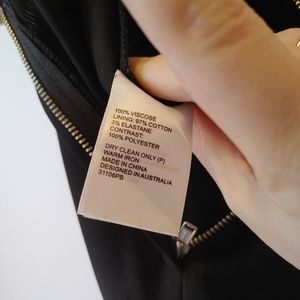 100% VISCOSE
LINING: 97% COTTON
3% ELASTANE
CONTRAST:
100% POLYESTER
DRY CLEAN ONLY (P)
WARM IRON
MADE IN CHINA
DESIGNED IN AUSTRALIA
31106PB